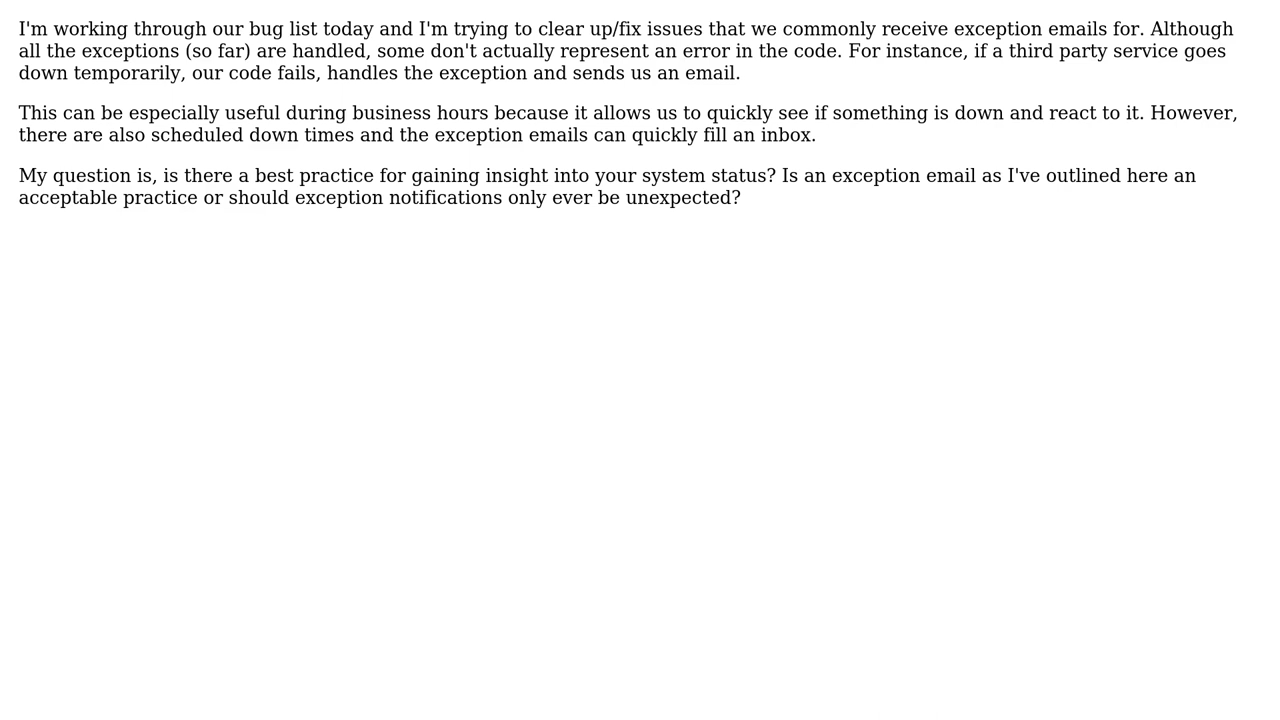 I'm working through our bug list today and I'm trying to clear up/fix issues that we commonly receive exception emails for. Although
all the exceptions (so far) are handled, some don't actually represent an error in the code. For instance, if a third party service goes
down temporarily, our code fails, handles the exception and sends us an email.
This can be especially useful during business hours because it allows us to quickly see if something is down and react to it. However,
there are also scheduled down times and the exception emails can quickly fill an inbox.
My question is, is there a best practice for gaining insight into your system status? Is an exception email as I've outlined here an
acceptable practice or should exception notifications only ever be unexpected?